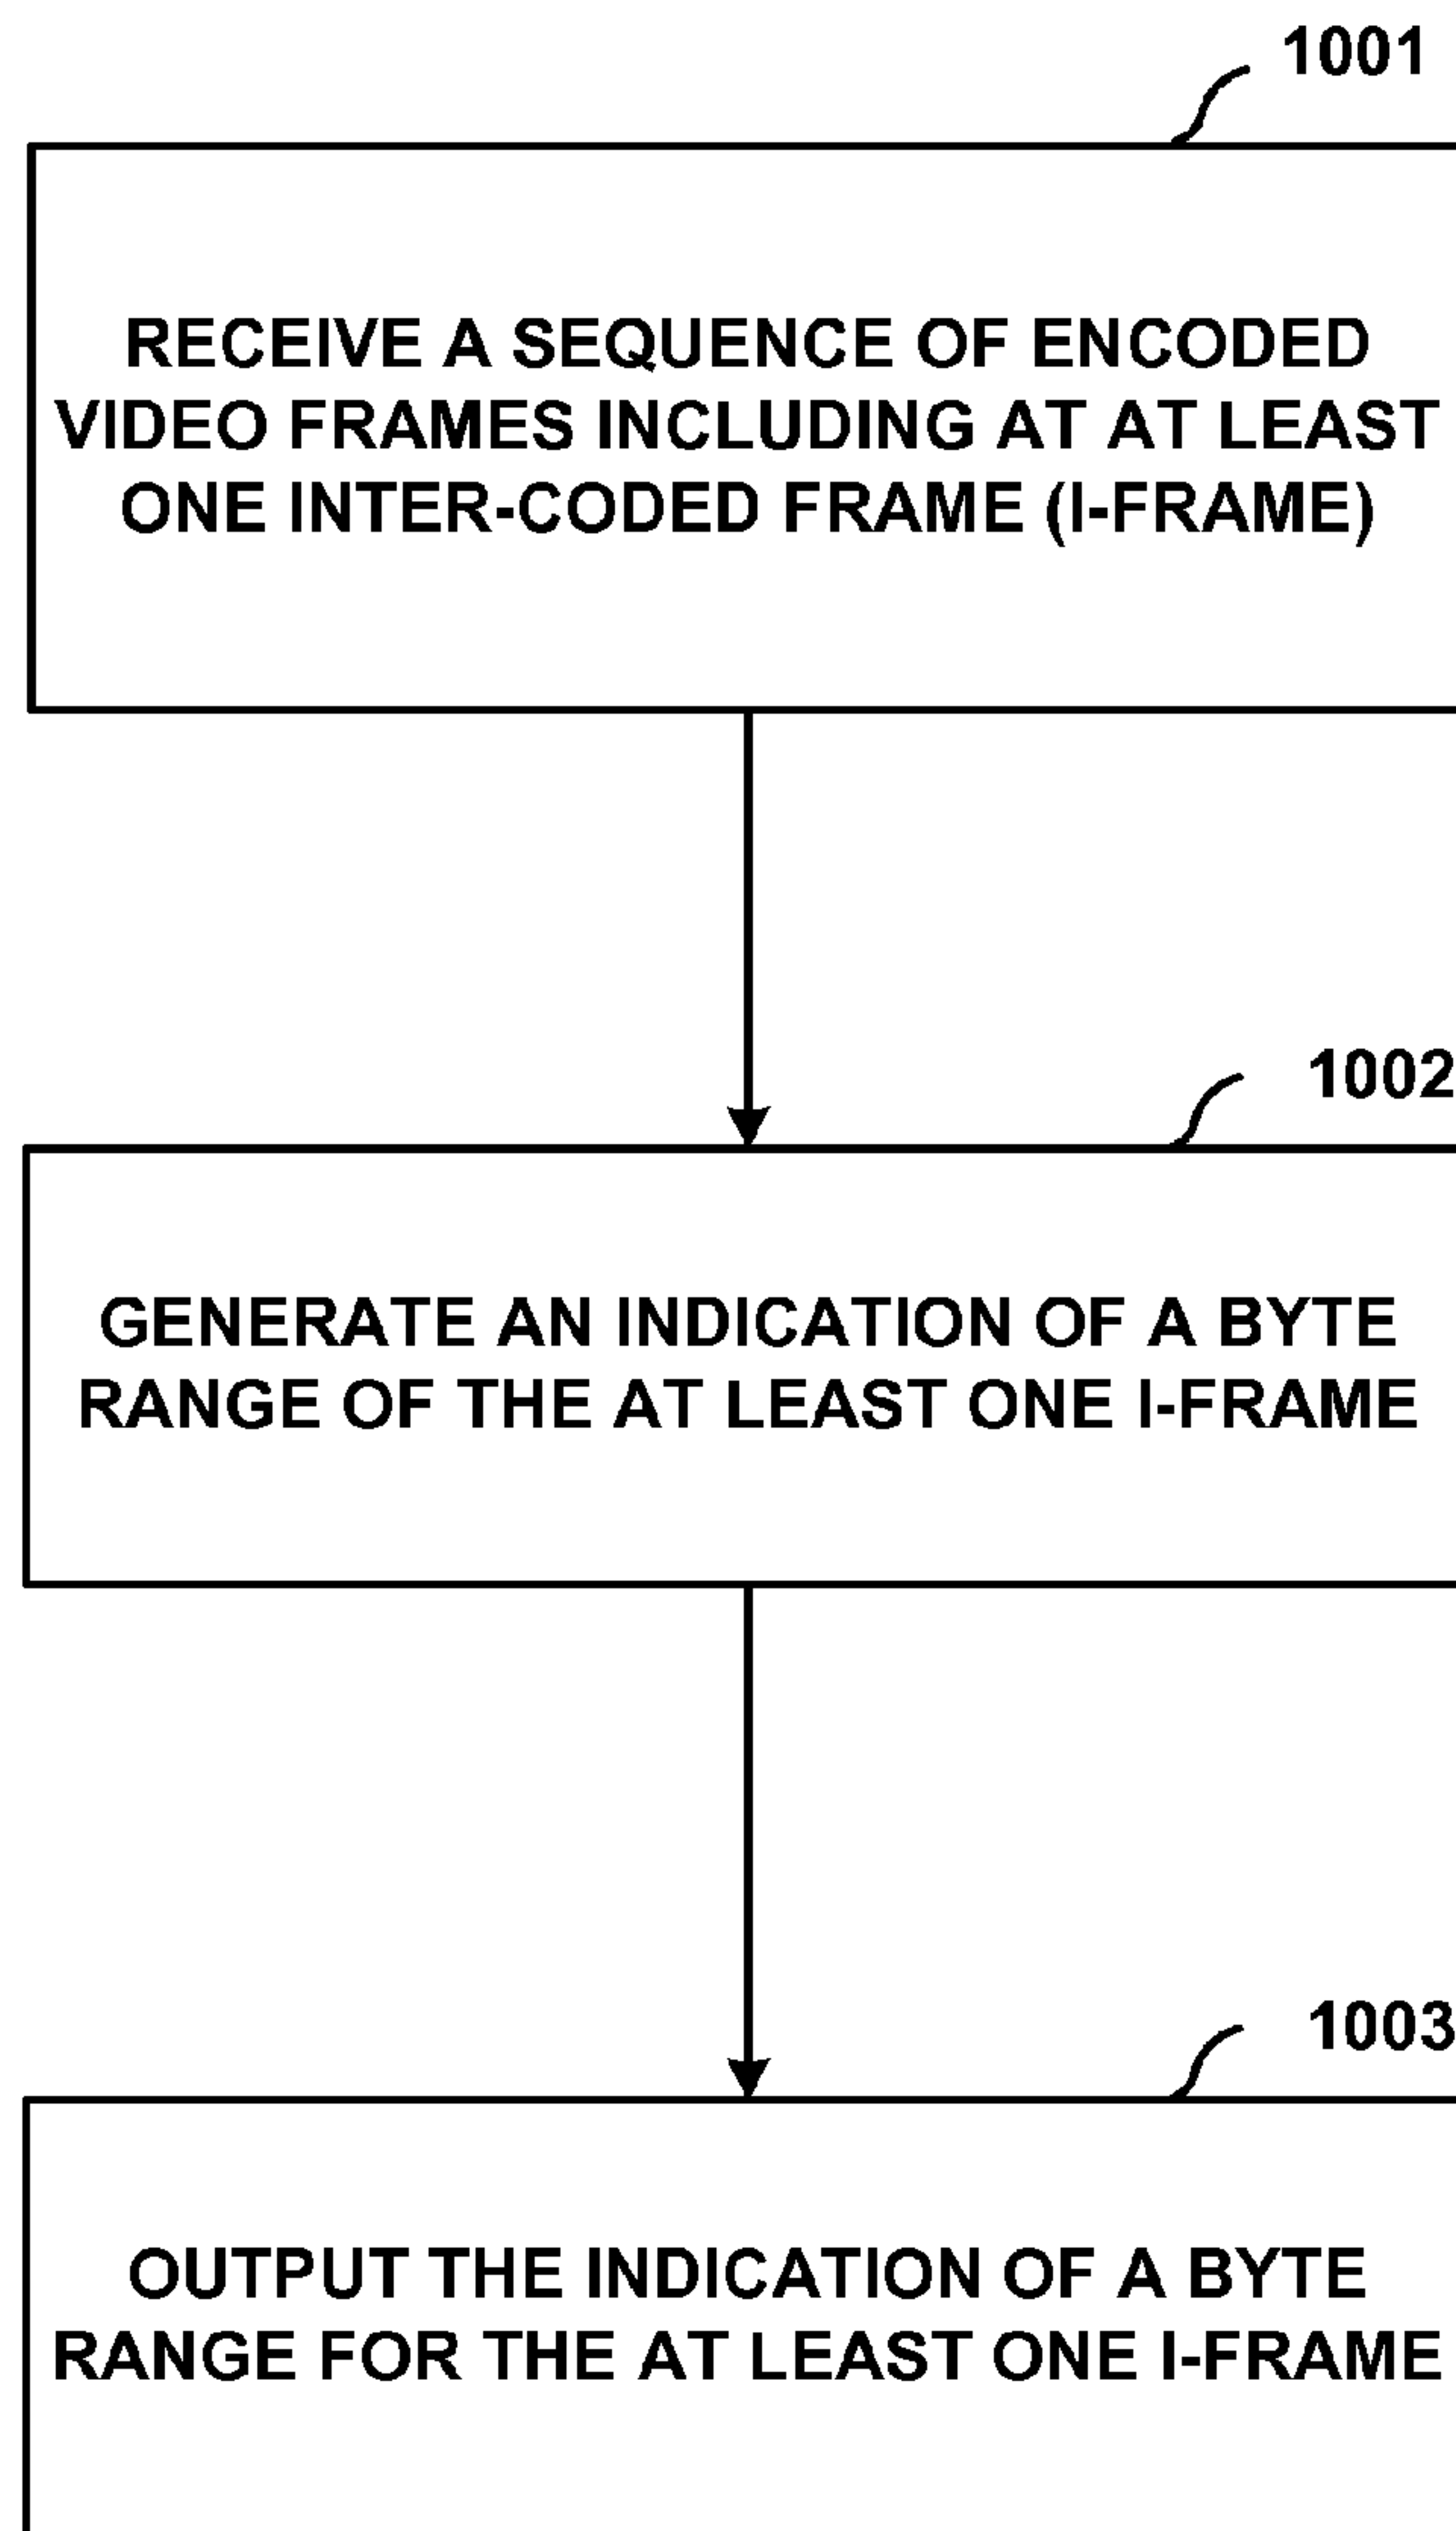 1001
RECEIVE A SEQUENCE OF ENCODED
VIDEO FRAMES INCLUDING AT AT LEAST
ONE INTER-CODED FRAME (I-FRAME)
1002
GENERATE AN INDICATION OF A BYTE
RANGE OF THE AT LEAST ONE I-FRAME
1003
OUTPUT THE INDICATION OF A BYTE
RANGE FOR THE AT LEAST ONE I-FRAME